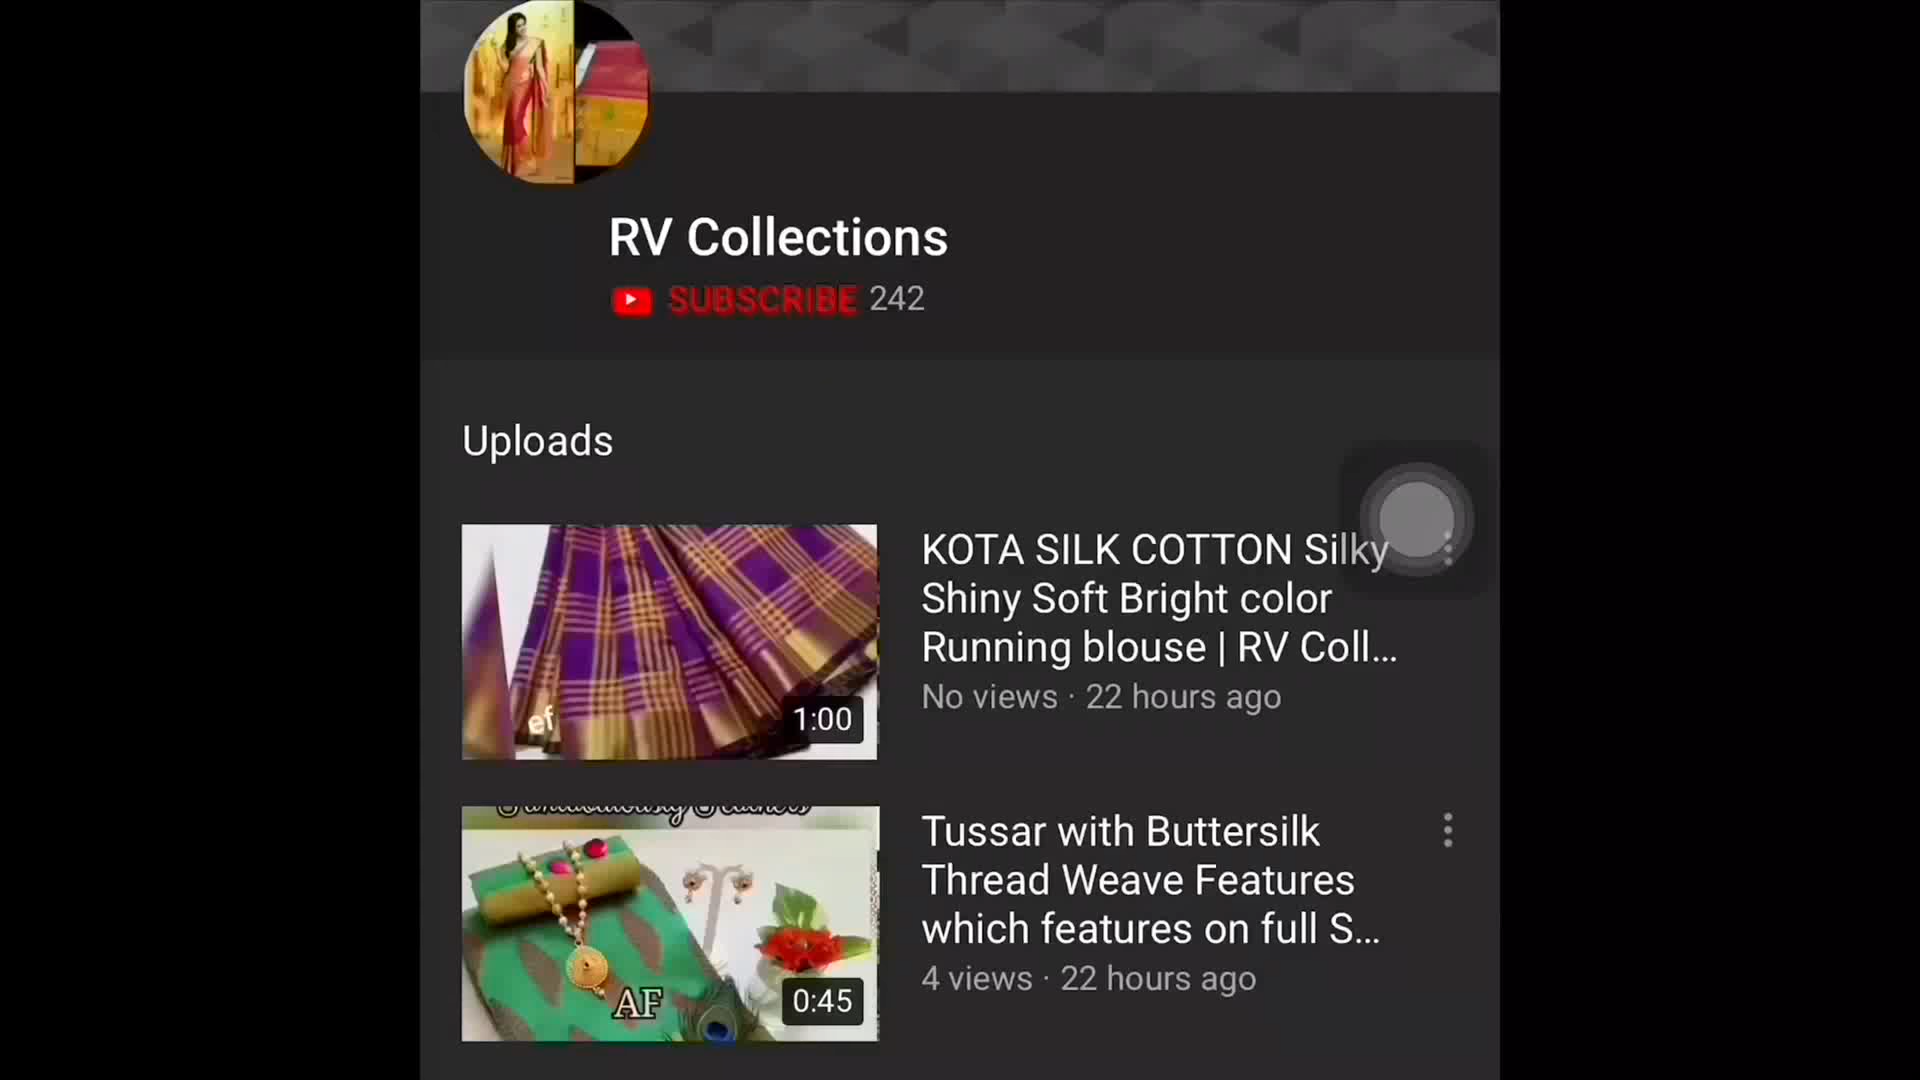 RV Collections
SUBSCRIBE 242
Uploads
KOTA SILK COTTON Silky
Shiny Soft Bright color
Running blouse | RV Coll...
No views · 22 hours ago
ef
1:00
Tussar with Buttersilk
Thread Weave Features
which features on full S...
4 views · 22 hours ago
AF
0:45